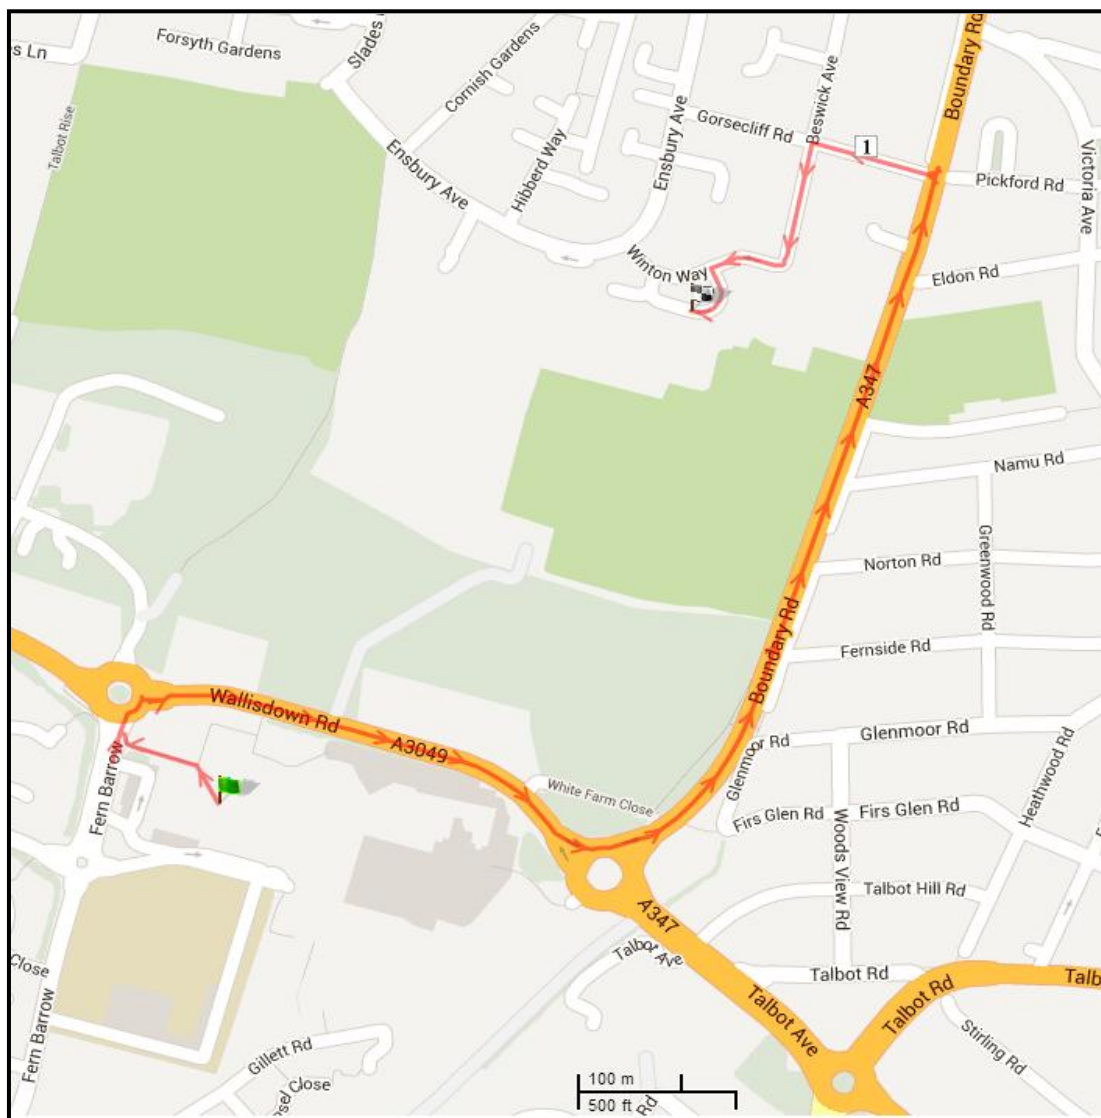 Forsyth Gardens
Slades
Cornish Gardens
Boundary Rd
es Ln
Talbot Rise
Beswick Ave
Hibberd Way
Ensbury Ave
Ensbury Ave
Gorsecliff Rd
1
Pickford Rd
Victoria Ave
Winton Way
Eldon Rd
A347
Namu Rd
Greenwood Rd
Norton Rd
Boundary Rd
Fernside Rd
Wallisdown Rd
A3049
Glenmoor Rd
Glenmoor Rd
Heathwood Rd
Fern Barrow
White Farm Close
Firs Glen Rd
Firs Glen Rd
Woods View Rd
Talbot Hill Rd
A347
Talbot Ave
Close
Talbot Rd
Talbot Rd
Talb
Fern Barrow
Talbot Ave
Stirling Rd
Gillett Rd
sel Close
100 m
500 ft
Rd